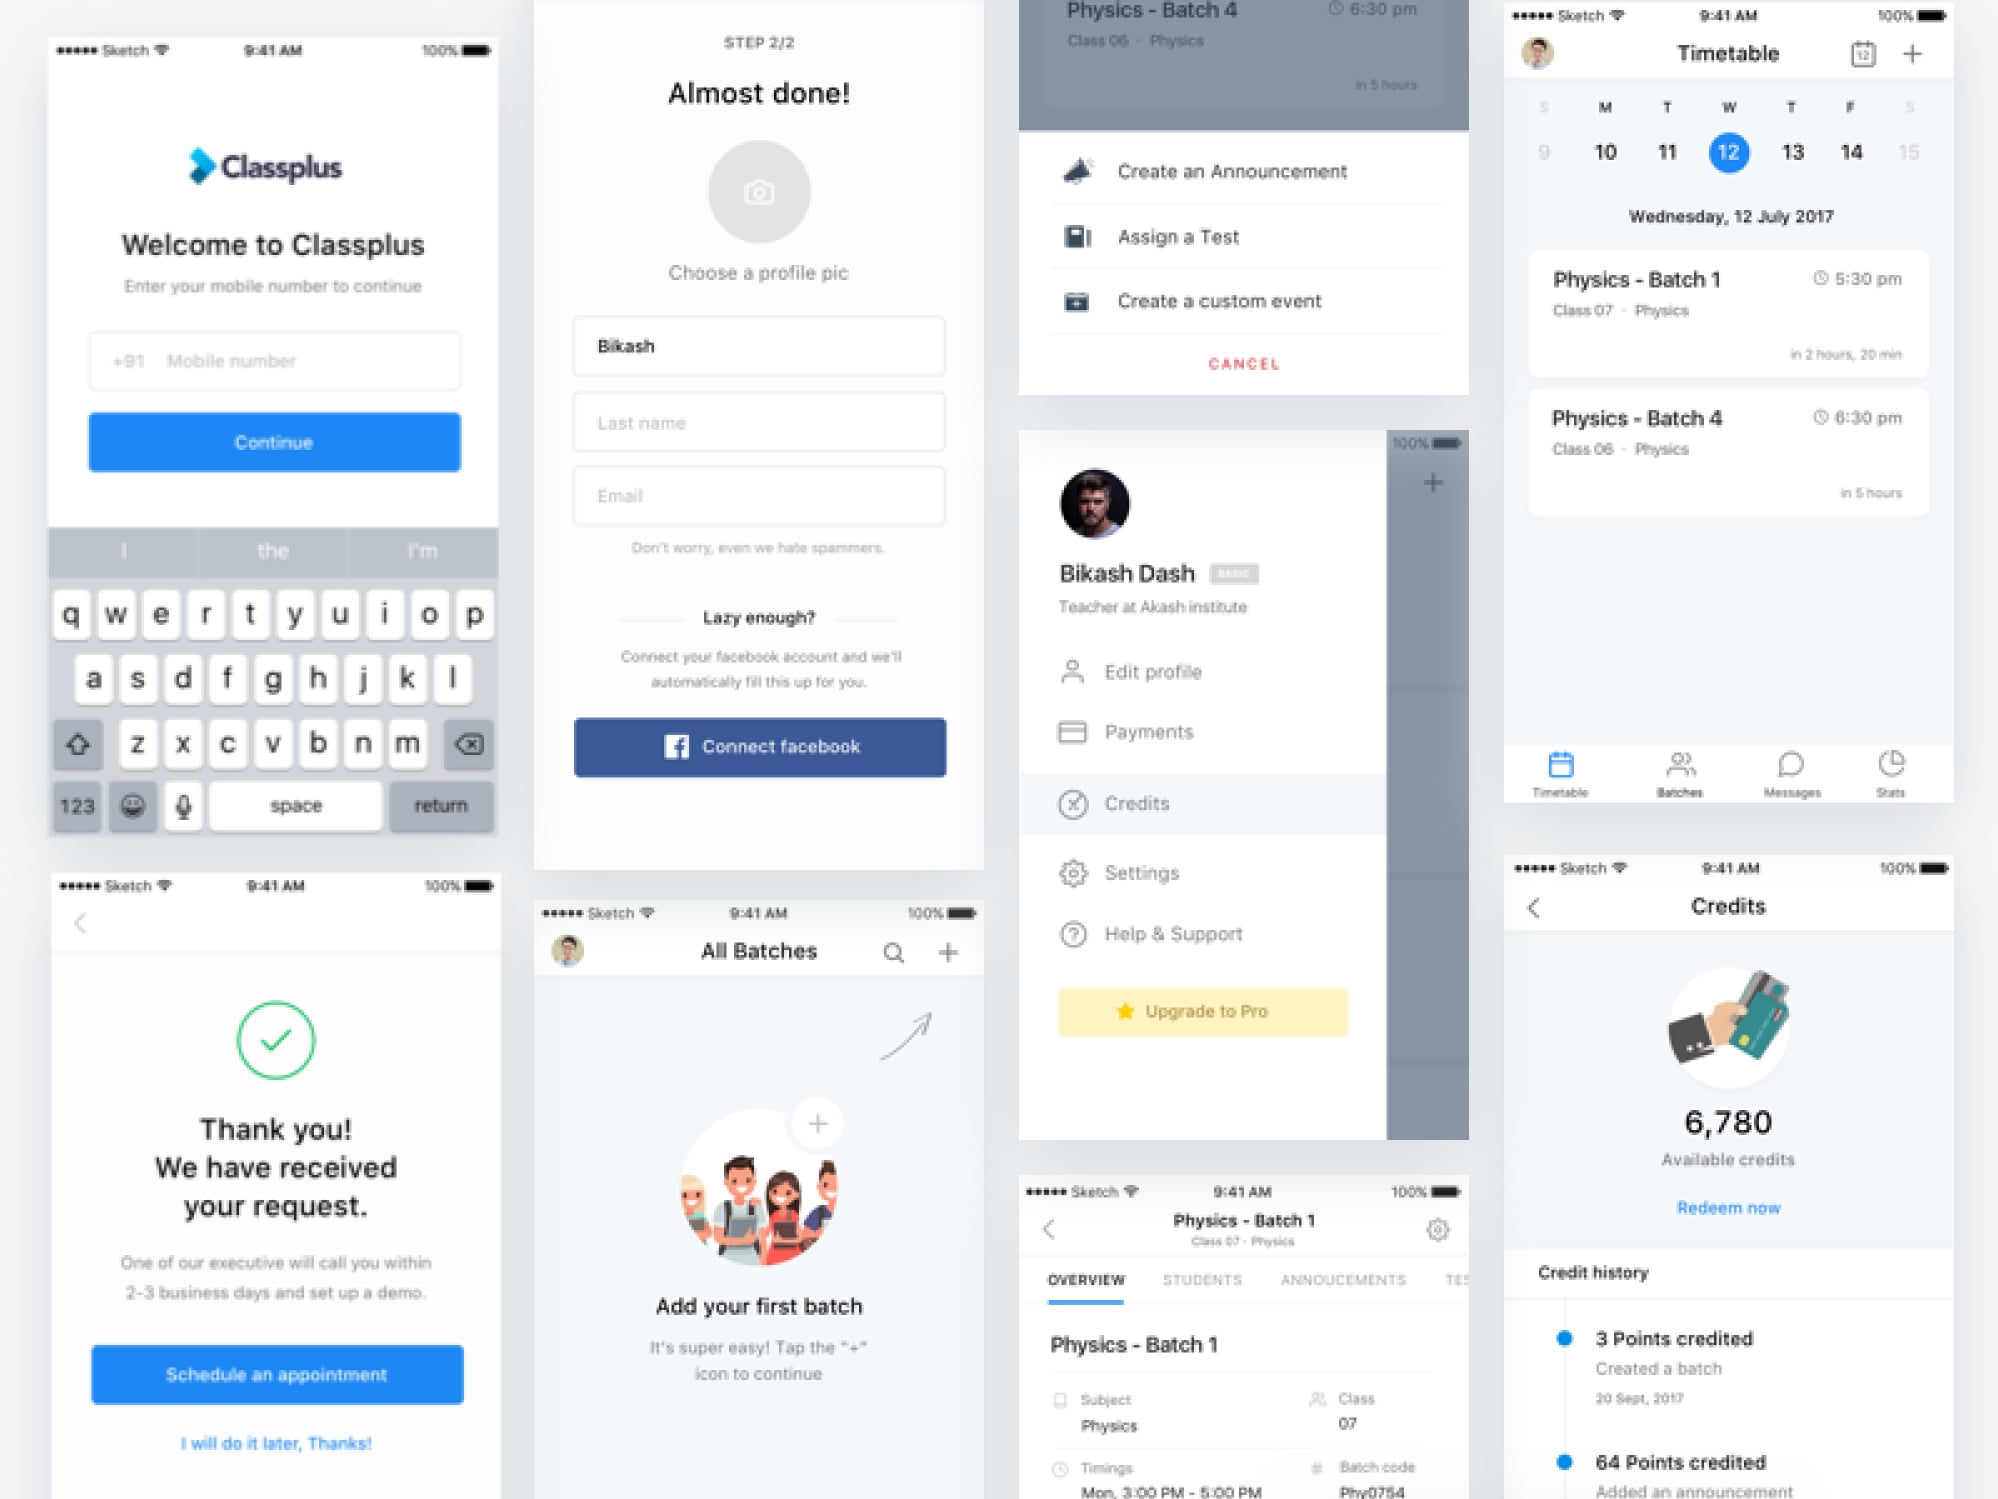 Sketch 9:41 AM 100%
Classplus
Welcome to Classplus
Enter your mobile number to continue
+91 Mobile number
Continue
I the I'm
q w e r t y u i o p
a s d f g h j k l
z x c v b n m
123 space return
Sketch 9:41 AM 100%
Thank you!
We have received
your request.
One of our executive will call you within
2-3 business days and set up a demo.
Schedule an appointment
I will do it later, Thanks!
STEP 2/2
Almost done!
Choose a profile pic
Bikash
Last name
Email
Don't worry, even we hate spammers.
Lazy enough?
Connect your facebook account and we'll
automatically fill this up for you.
f Connect facebook
Sketch 9:41 AM 100%
All Batches
Add your first batch
It's super easy! Tap the "+"
icon to continue
Physics - Batch 4 6:30 pm
Class 06 - Physics
in 5 hours
Create an Announcement
Assign a Test
Create a custom event
CANCEL
100%
Bikash Dash BASIC
Teacher at Akash institute
Edit profile
Payments
Credits
Settings
Help & Support
Upgrade to Pro
Sketch 9:41 AM 100%
Physics - Batch 1
Class 07 - Physics
OVERVIEW STUDENTS ANNOUCEMENTS TES
Physics - Batch 1
Subject Class
Physics 07
Timings # Batch code
Mon, 3:00 PM - 5:00 PM Phy0754
Sketch 9:41 AM 100%
Timetable 12
S M T W T F S
9 10 11 12 13 14 15
Wednesday, 12 July 2017
Physics - Batch 1 5:30 pm
Class 07 - Physics
in 2 hours, 20 min
Physics - Batch 4 6:30 pm
Class 06 - Physics
in 5 hours
Timetable Batches Messages Stats
Sketch 9:41 AM 100%
Credits
6,780
Available credits
Redeem now
Credit history
3 Points credited
Created a batch
20 Sept, 2017
64 Points credited
Added an announcement